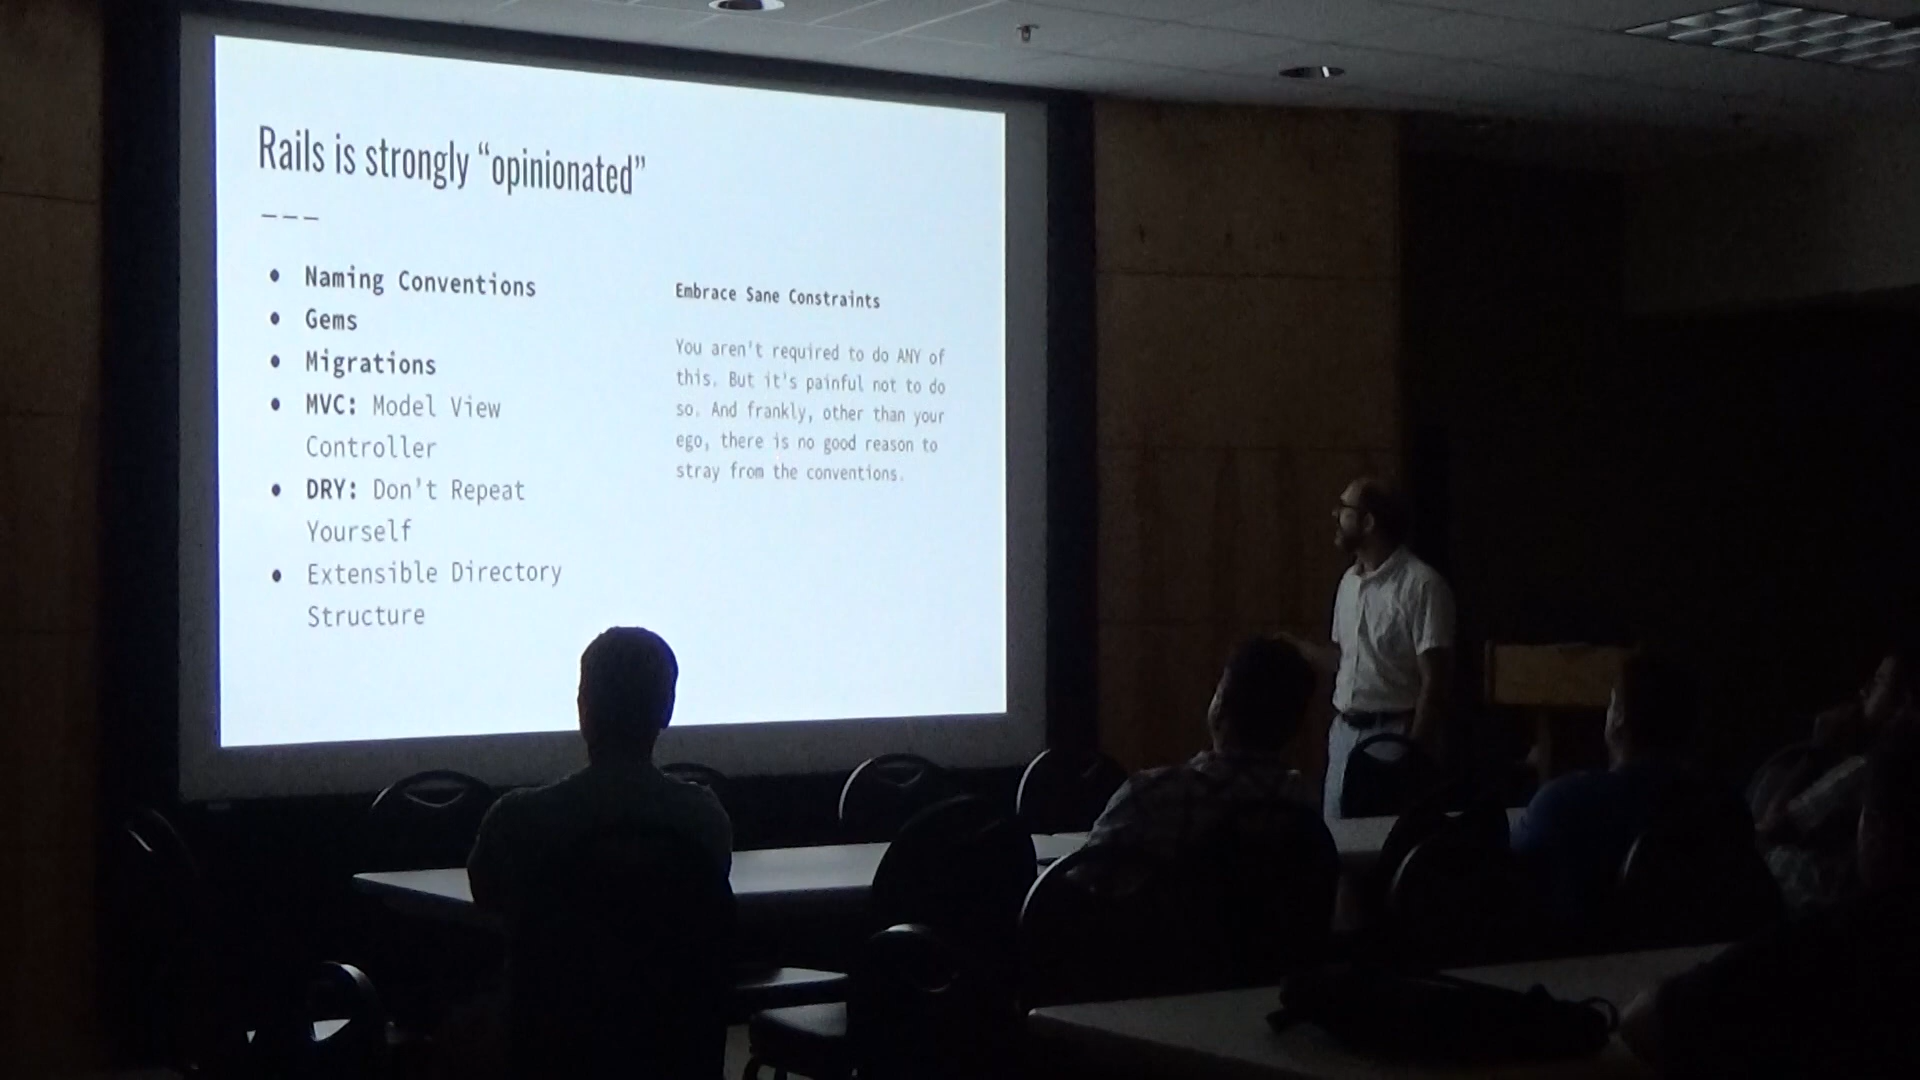 Rails is strongly “opinionated”
---
• Naming Conventions
• Gems
• Migrations
• MVC: Model View
Controller
• DRY: Don't Repeat
Yourself
• Extensible Directory
Structure
Embrace Sane Constraints
You aren't required to do ANY of
this. But it's painful not to do
so. And frankly, other than your
ego, there is no good reason to
stray from the conventions.